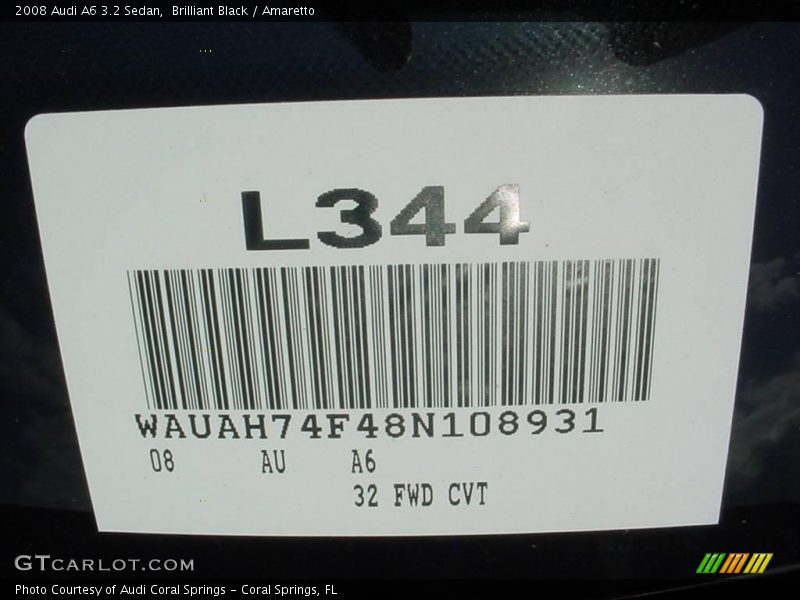 2008 Audi A6 3.2 Sedan,  Brilliant Black / Amaretto
L344
WAUAH74F48N108931
08 AU A6
32 FWD CVT
GTCARLOT.COM
Photo Courtesy of Audi Coral Springs - Coral Springs, FL